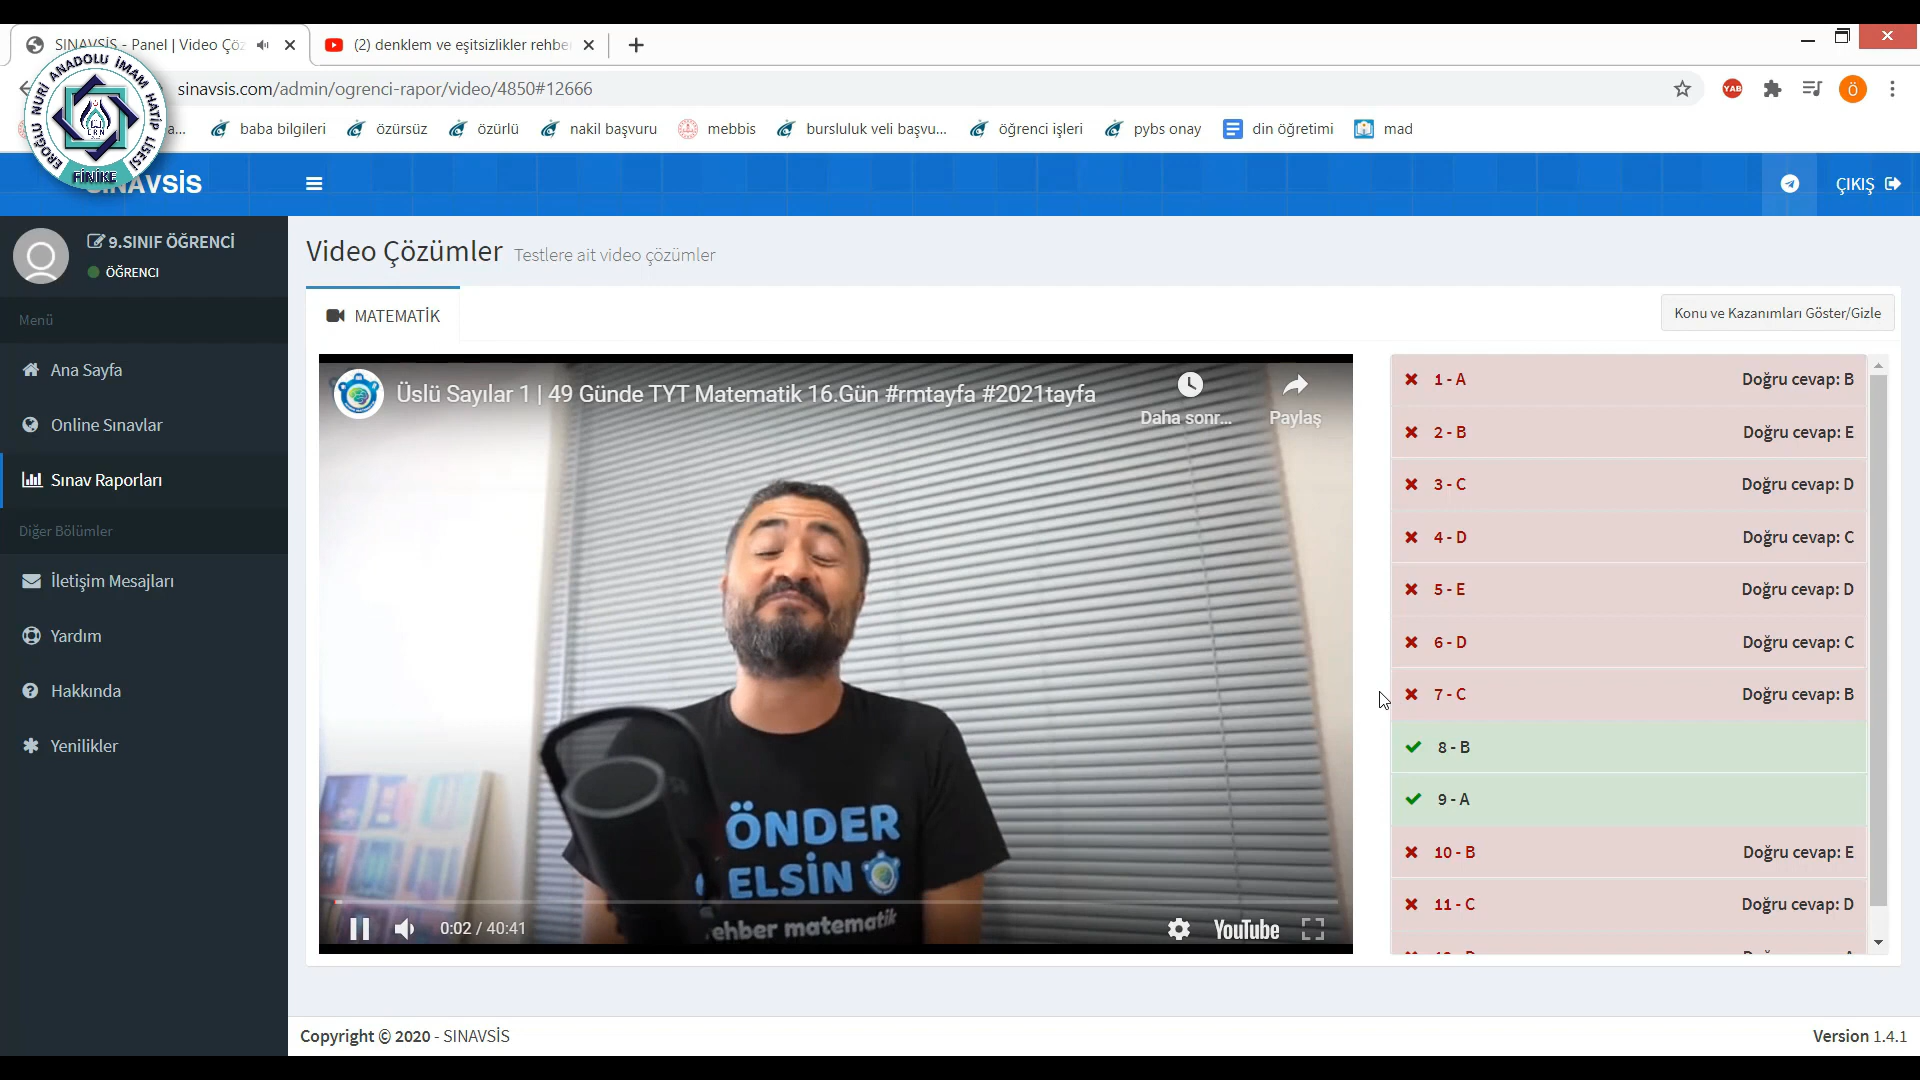 SINAVSİS - Panel | Video Çöz
(2) denklem ve eşitsizlikler rehbe
sinavsis.com/admin/ogrenci-rapor/video/4850#12666
a...
baba bilgileri
özürsüz
özürlü
nakil başvuru
mebbis
bursluluk veli başvu...
öğrenci işleri
pybs onay
din öğretimi
mad
YAB
Ö
EROĞLU NURİ ANADOLU İMAM HATİP LİSESİ
FİNİKE
SINAVSİS
ÇIKIŞ
9.SINIF ÖĞRENCİ
ÖĞRENCI
Menü
Ana Sayfa
Online Sınavlar
Sınav Raporları
Diğer Bölümler
İletişim Mesajları
Yardım
Hakkında
Yenilikler
Video Çözümler Testlere ait video çözümler
MATEMATİK
Konu ve Kazanımları Göster/Gizle
Üslü Sayılar 1 | 49 Günde TYT Matematik 16.Gün #rmtayfa #2021tayfa
Daha sonr...
Paylaş
ÖNDER
ELSİN
ehber matematik
0:02 / 40:41
YouTube
1 - A Doğru cevap: B
2 - B Doğru cevap: E
3 - C Doğru cevap: D
4 - D Doğru cevap: C
5 - E Doğru cevap: D
6 - D Doğru cevap: C
7 - C Doğru cevap: B
8 - B
9 - A
10 - B Doğru cevap: E
11 - C Doğru cevap: D
Copyright © 2020 - SINAVSİS
Version 1.4.1